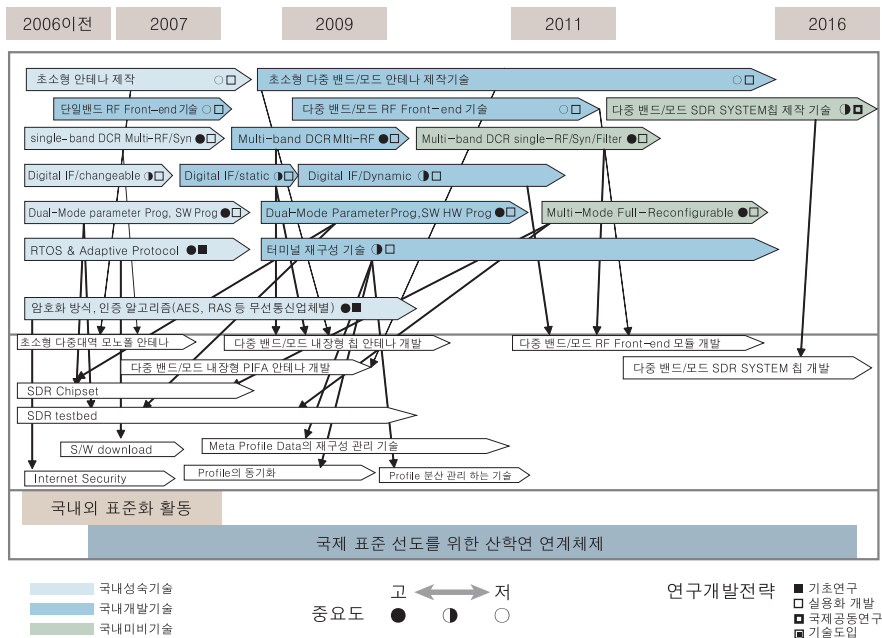 2006이전
2007
2009
2011
2016
초소형 안테나 제작
초소형 다중 밴드/모드 안테나 제작기술
단일밴드 RF Front-end 기술
다중 밴드/모드 RF Front-end 기술
다중 밴드/모드 SDR SYSTEM칩 제작 기술
single-band DCR Multi-RF/Syn
Multi-band DCR Mlti-RF
Multi-band DCR single-RF/Syn/Filter
Digital IF/changeable
Digital IF/static
Digital IF/Dynamic
Dual-Mode parameter Prog, SW Prog
Dual-Mode ParameterProg,SW HW Prog
Multi-Mode Full-Reconfigurable
RTOS & Adaptive Protocol
터미널 재구성 기술
암호화 방식, 인증 알고리즘(AES, RAS 등 무선통신업체별)
초소형 다중대역 모노폴 안테나
다중 밴드/모드 내장형 칩 안테나 개발
다중 밴드/모드 RF Front-end 모듈 개발
다중 밴드/모드 내장형 PIFA 안테나 개발
다중 밴드/모드 SDR SYSTEM 칩 개발
SDR Chipset
SDR testbed
S/W download
Meta Profile Data의 재구성 관리 기술
Internet Security
Profile의 동기화
Profile 분산 관리 하는 기술
국내외 표준화 활동
국제 표준 선도를 위한 산학연 연계체제
국내성숙기술
국내개발기술
국내미비기술
고 저
중요도
연구개발전략
기초연구
실용화 개발
국제공동연구
기술도입